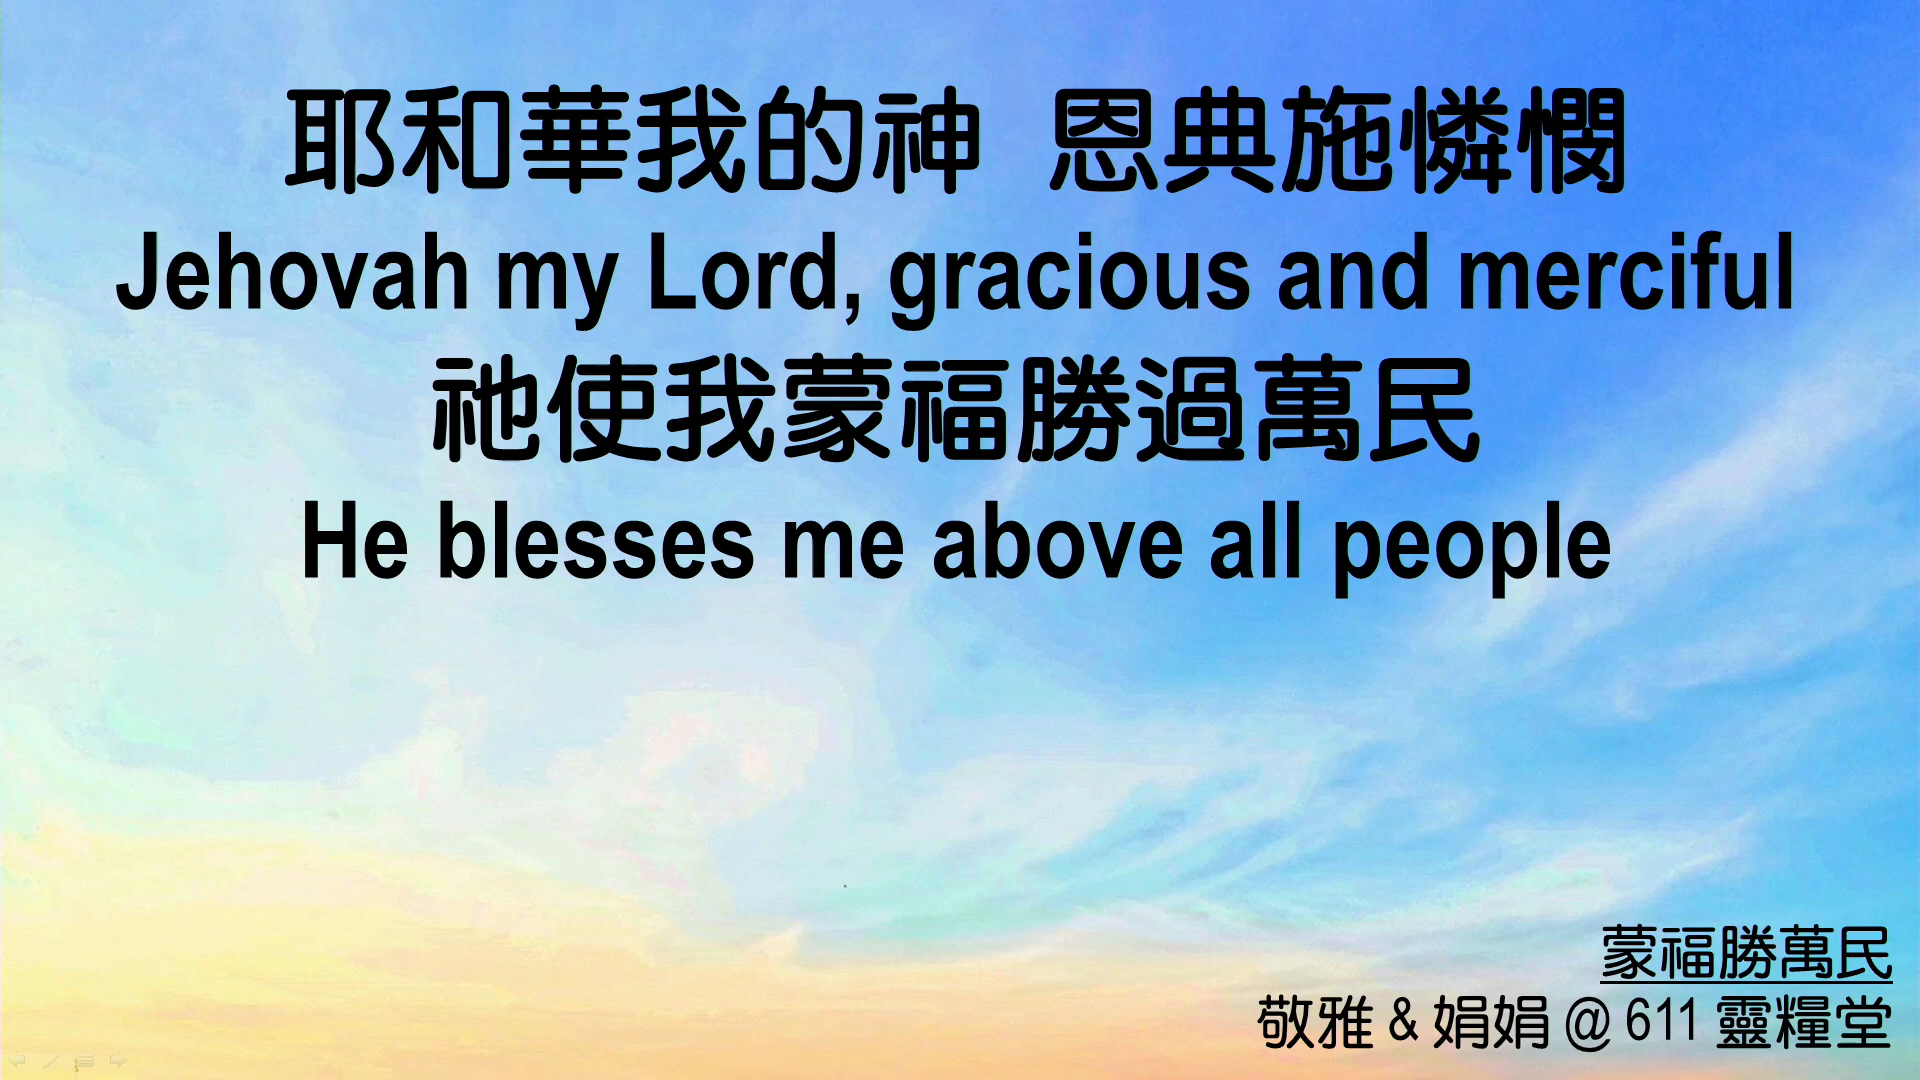 耶和華我的神 恩典施憐憫
Jehovah my Lord, gracious and merciful
祂使我蒙福勝過萬民
He blesses me above all people
蒙福勝萬民
敬雅 & 娟娟 @ 611 靈糧堂